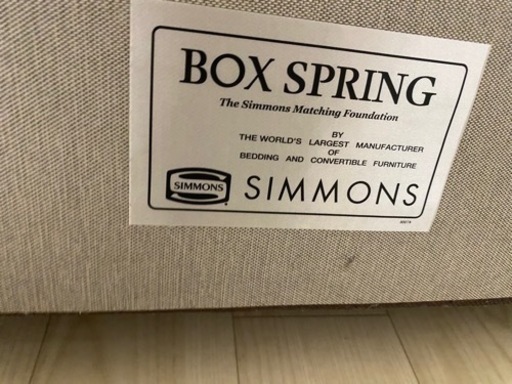 BOX SPRING
The Simmons Matching Foundation
BY
THE WORLD'S LARGEST MANUFACTURER
OF
BEDDING AND CONVERTIBLE FURNITURE
SIMMONS
SIMMONS